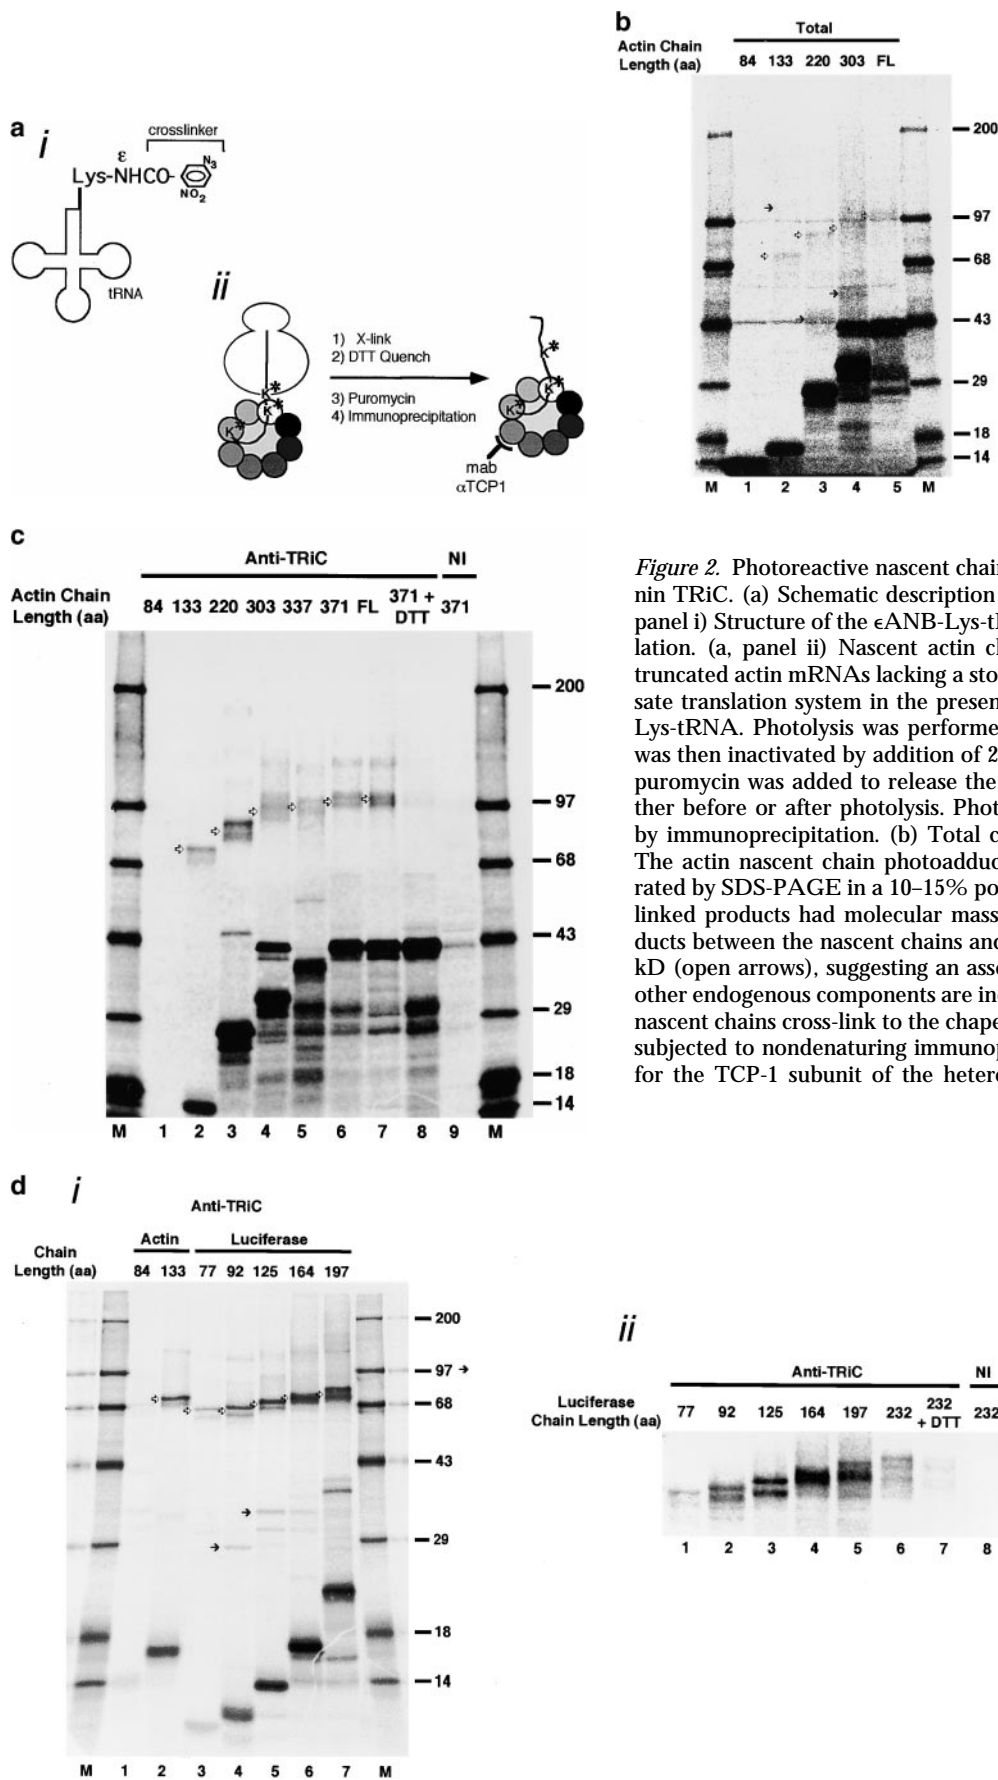 a
i
crosslinker
ε
Lys-NHCO-
N3
NO2
tRNA
ii
1) X-link
2) DTT Quench
3) Puromycin
4) Immunoprecipitation
K*
K*
K*
K*
K*
K*
mab
αTCP1
b
Total
Actin Chain
Length (aa)
84 133 220 303 FL
200
97
68
43
29
18
14
M 1 2 3 4 5 M
c
Anti-TRiC NI
Actin Chain
Length (aa)
84 133 220 303 337 371 FL 371 + DTT 371
200
97
68
43
29
18
14
M 1 2 3 4 5 6 7 8 9 M
Figure 2. Photoreactive nascent chain
nin TRiC. (a) Schematic description
panel i) Structure of the εANB-Lys-tR
lation. (a, panel ii) Nascent actin ch
truncated actin mRNAs lacking a sto
sate translation system in the presen
Lys-tRNA. Photolysis was performe
was then inactivated by addition of 2
puromycin was added to release the
ther before or after photolysis. Phot
by immunoprecipitation. (b) Total c
The actin nascent chain photoadduc
rated by SDS-PAGE in a 10–15% po
linked products had molecular mass
ducts between the nascent chains and
kD (open arrows), suggesting an asso
other endogenous components are in
nascent chains cross-link to the chape
subjected to nondenaturing immunop
for the TCP-1 subunit of the heter
d
i
Anti-TRiC
Actin Luciferase
Chain
Length (aa)
84 133 77 92 125 164 197
200
97
68
43
29
18
14
M 1 2 3 4 5 6 7 M
ii
Anti-TRiC NI
Luciferase
Chain Length (aa)
77 92 125 164 197 232 232 + DTT 232
1 2 3 4 5 6 7 8